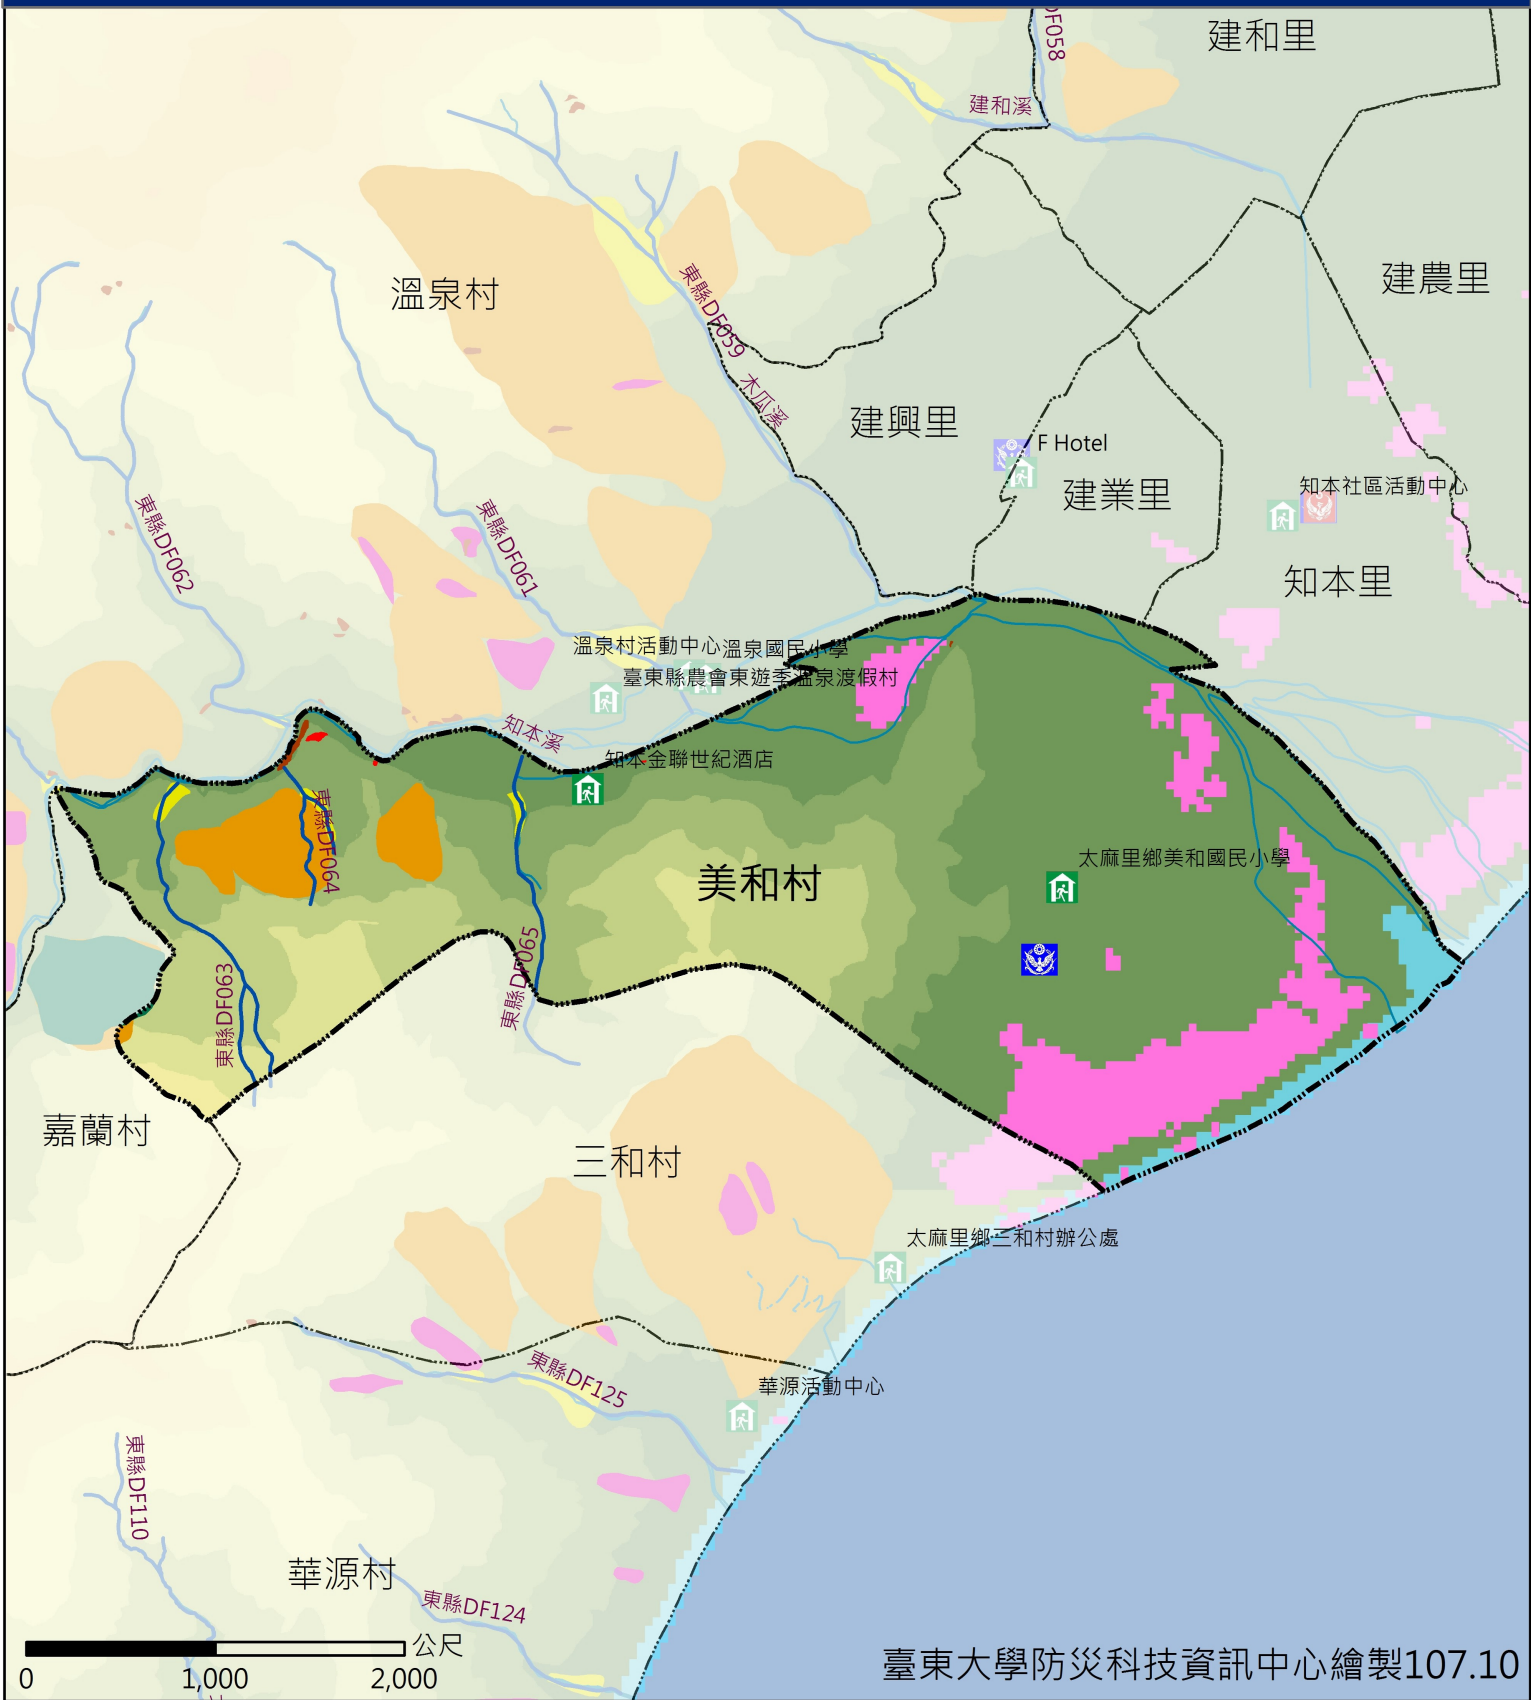 DF058
建和里
建和溪
溫泉村
東縣DF059
建農里
木瓜溪
建興里
F Hotel
建業里
知本社區活動中心
東縣DF062
東縣DF061
知本里
溫泉村活動中心
溫泉國民小學
臺東縣農會東遊季溫泉渡假村
知本溪
知本金聯世紀酒店
東縣DF064
太麻里鄉美和國民小學
美和村
東縣DF065
東縣DF063
嘉蘭村
三和村
太麻里鄉三和村辦公處
東縣DF125
華源活動中心
東縣DF110
華源村
東縣DF124
公尺
0 1,000 2,000
臺東大學防災科技資訊中心繪製107.10